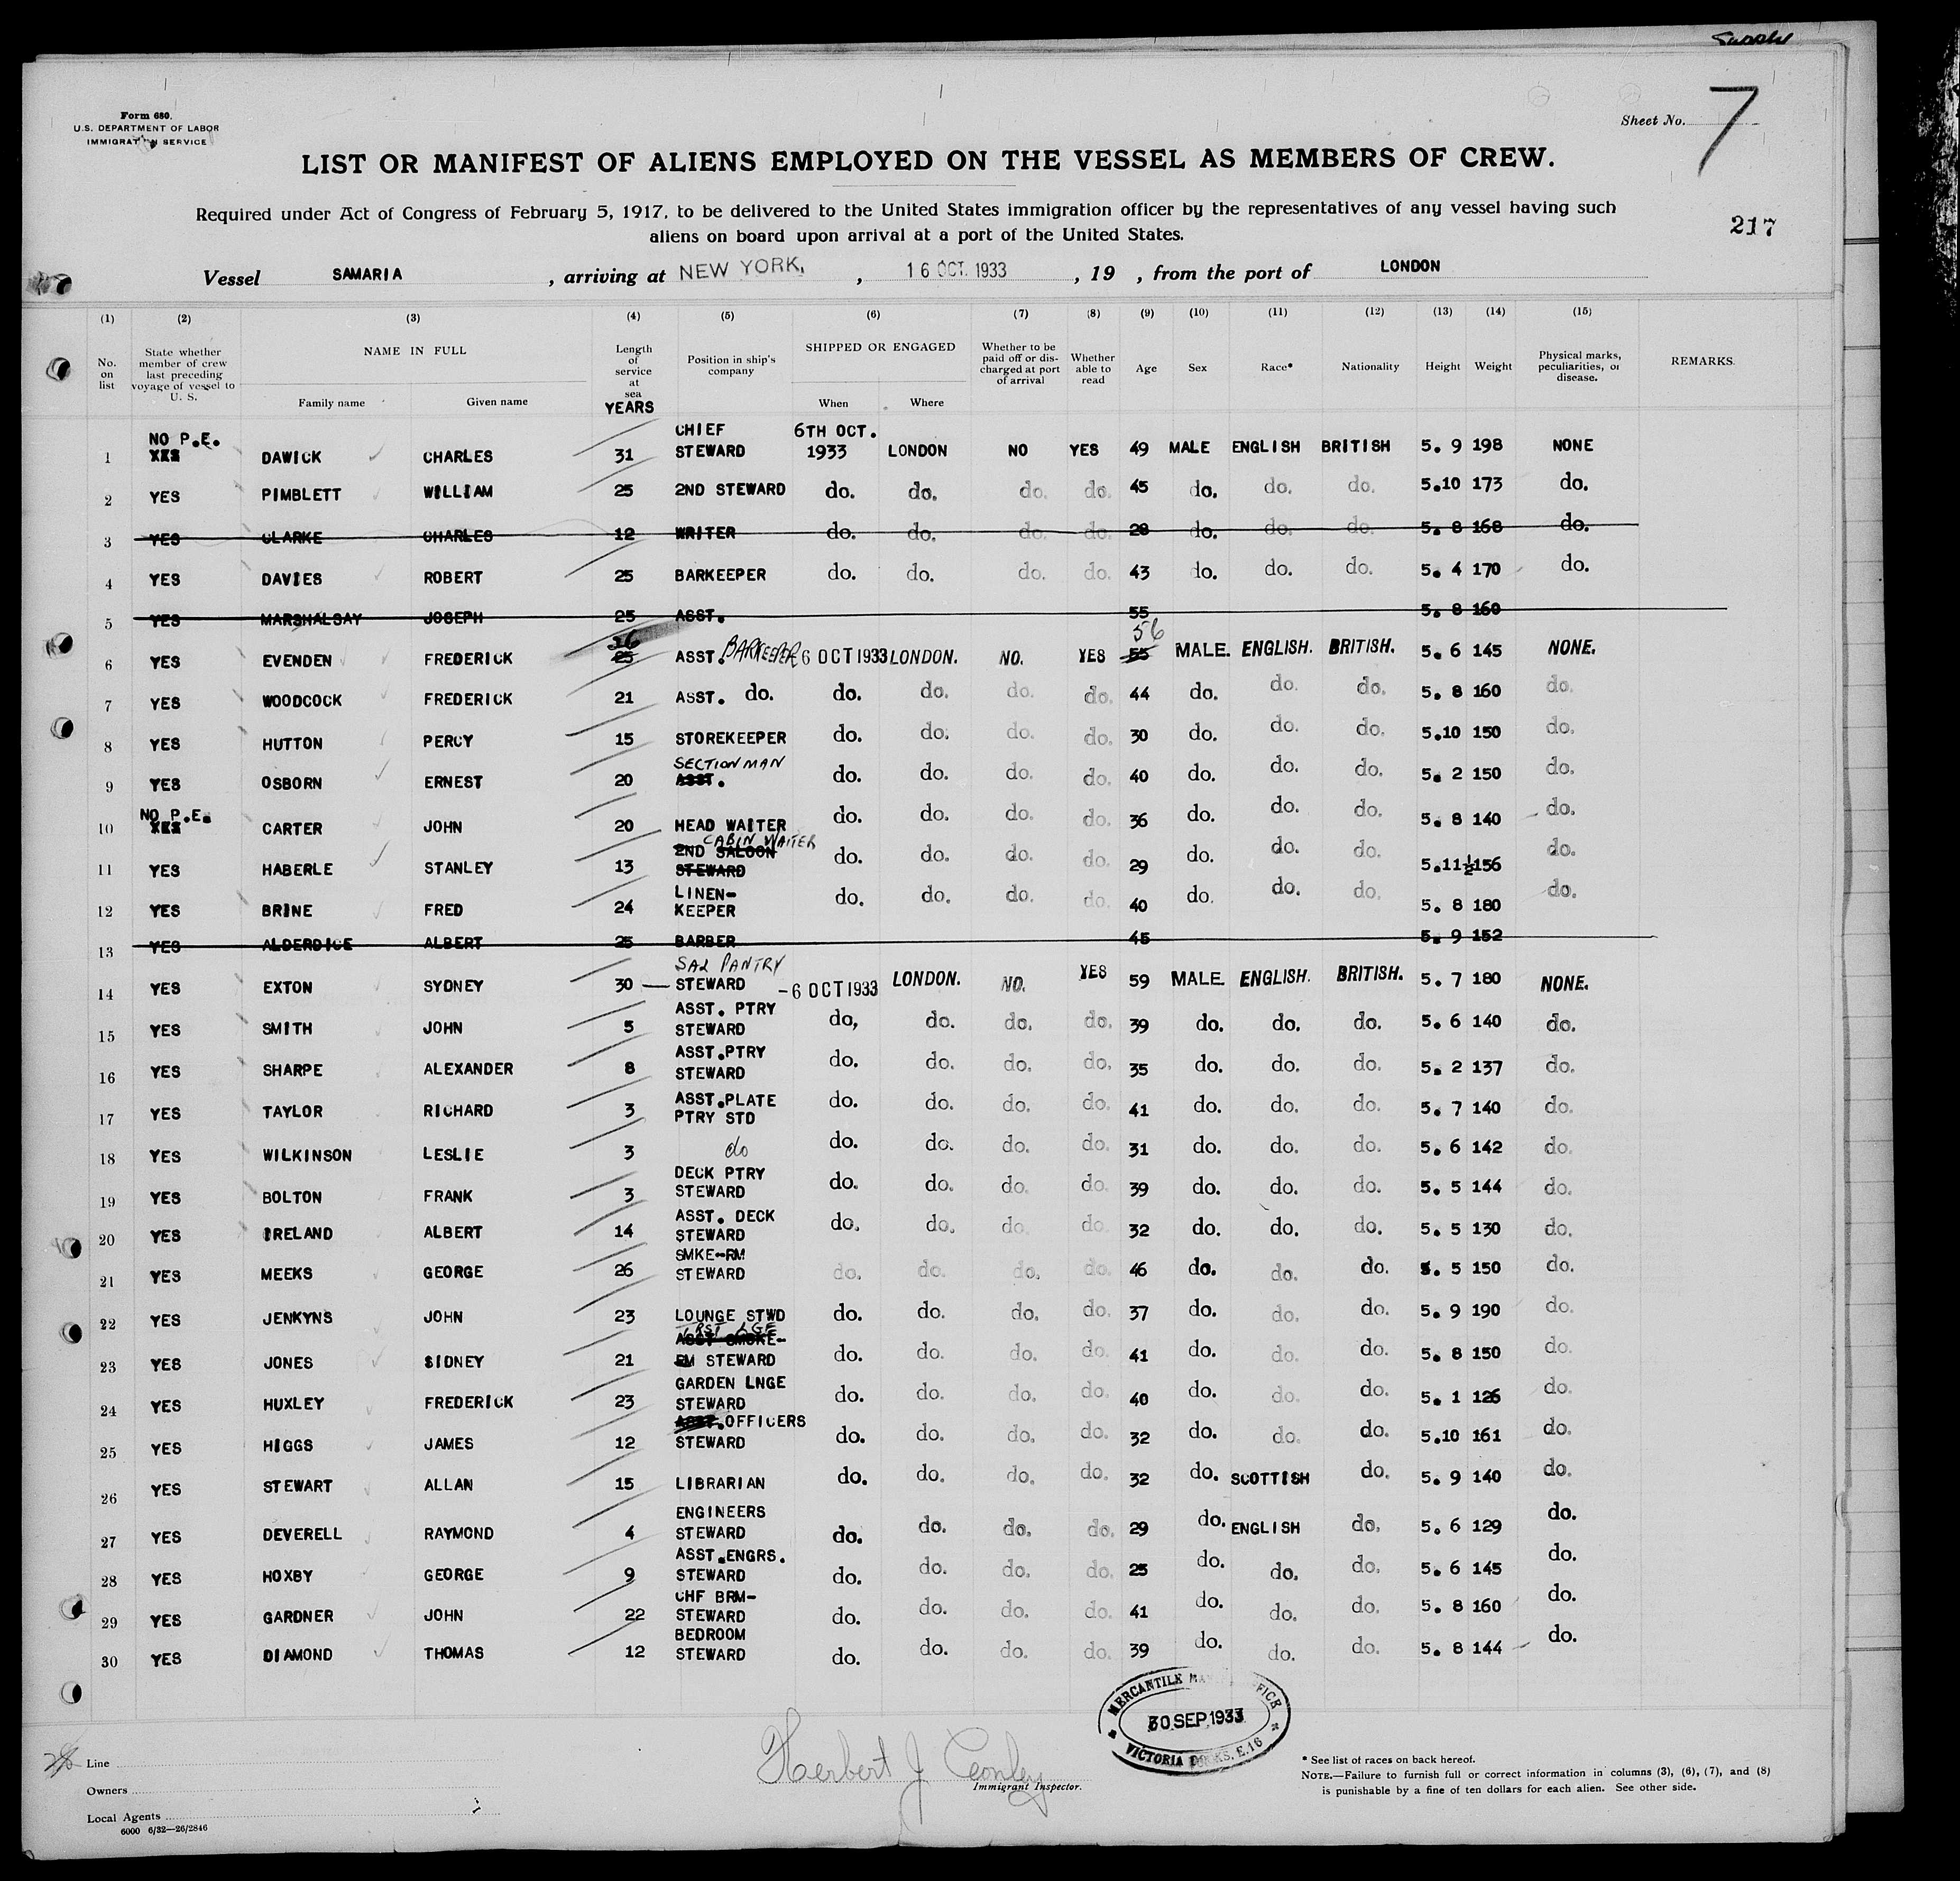 Form 680.
U.S. DEPARTMENT OF LABOR
IMMIGRATION SERVICE
Sheet No. 7
LIST OR MANIFEST OF ALIENS EMPLOYED ON THE VESSEL AS MEMBERS OF CREW.
Required under Act of Congress of February 5, 1917, to be delivered to the United States immigration officer by the representatives of any vessel having such
aliens on board upon arrival at a port of the United States.
217
Vessel SAMARIA, arriving at NEW YORK, , 16 OCT. 1933, 19 , from the port of LONDON
(1) (2) (3) (4) (5) (6) (7) (8) (9) (10) (11) (12) (13) (14) (15)
No. on list State whether member of crew last preceding voyage of vessel to U. S. NAME IN FULL Family name Given name Length of service at sea YEARS Position in ship's company SHIPPED OR ENGAGED When Where Whether to be paid off or discharged at port of arrival Whether able to read Age Sex Race* Nationality Height Weight Physical marks, peculiarities, or disease. REMARKS.
1 NO P.E. YES DAWICK CHARLES 31 CHIEF STEWARD 6TH OCT. 1933 LONDON NO YES 49 MALE ENGLISH BRITISH 5. 9 198 NONE
2 YES PIMBLETT WILLIAM 25 2ND STEWARD do. do. do. do. 45 do. do. do. 5.10 173 do.
3 YES CLARKE CHARLES 12 WRITER do. do. do. do. 28 do. do. do. 5. 8 168 do.
4 YES DAVIES ROBERT 25 BARKEEPER do. do. do. do. 43 do. do. do. 5. 4 170 do.
5 YES MARSHALSAY JOSEPH 25 ASST. 55 5. 8 160
6 YES EVENDEN FREDERICK 36 25 ASST. BARKEEPER 6 OCT 1933 LONDON. NO. YES 56 55 MALE. ENGLISH. BRITISH. 5. 6 145 NONE.
7 YES WOODCOCK FREDERICK 21 ASST. do. do. do. do. do. 44 do. do. do. 5. 8 160 do.
8 YES HUTTON PERCY 15 STOREKEEPER do. do. do. do. 30 do. do. do. 5.10 150 do.
9 YES OSBORN ERNEST 20 SECTION MAN ASST. do. do. do. do. 40 do. do. do. 5. 2 150 do.
10 NO P.E. YES CARTER JOHN 20 HEAD WAITER do. do. do. do. 36 do. do. do. 5. 8 140 do.
11 YES HABERLE STANLEY 13 CABIN WAITER 2ND SALOON STEWARD do. do. do. do. 29 do. do. do. 5.11½ 156 do.
12 YES BRINE FRED 24 LINEN-KEEPER do. do. do. do. 40 do. do. do. 5. 8 180 do.
13 YES ALDERDICE ALBERT 25 BARBER 45 5. 9 152
14 YES EXTON SYDNEY 30 SAL PANTRY STEWARD -6 OCT 1933 LONDON. NO. YES 59 MALE. ENGLISH. BRITISH. 5. 7 180 NONE.
15 YES SMITH JOHN 5 ASST. PTRY STEWARD do, do. do. do. 39 do. do. do. 5. 6 140 do.
16 YES SHARPE ALEXANDER 8 ASST.PTRY STEWARD do. do. do. do. 35 do. do. do. 5. 2 137 do.
17 YES TAYLOR RICHARD 3 ASST.PLATE PTRY STD do. do. do. do. 41 do. do. do. 5. 7 140 do.
18 YES WILKINSON LESLIE 3 do do. do. do. do. 31 do. do. do. 5. 6 142 do.
19 YES BOLTON FRANK 3 DECK PTRY STEWARD do. do. do. do. 39 do. do. do. 5. 5 144 do.
20 YES IRELAND ALBERT 14 ASST. DECK STEWARD do. do. do. do. 32 do. do. do. 5. 5 130 do.
21 YES MEEKS GEORGE 26 SMKE-RM STEWARD do. do. do. do. 46 do. do. do. 5. 5 150 do.
22 YES JENKYNS JOHN 23 LOUNGE STWD do. do. do. do. 37 do. do. do. 5. 9 190 do.
23 YES JONES SIDNEY 21 ASST SMOKE-RM STEWARD do. do. do. do. 41 do. do. do. 5. 8 150 do.
24 YES HUXLEY FREDERICK 23 GARDEN LNGE STEWARD do. do. do. do. 40 do. do. do. 5. 1 126 do.
25 YES HIGGS JAMES 12 ASST.OFFICERS STEWARD do. do. do. do. 32 do. do. do. 5.10 161 do.
26 YES STEWART ALLAN 15 LIBRARIAN do. do. do. do. 32 do. SCOTTISH do. 5. 9 140 do.
27 YES DEVERELL RAYMOND 4 ENGINEERS STEWARD do. do. do. do. 29 do. ENGLISH do. 5. 6 129 do.
28 YES HOXBY GEORGE 9 ASST.ENGRS. STEWARD do. do. do. do. 25 do. do. do. 5. 6 145 do.
29 YES GARDNER JOHN 22 CHF BRM-STEWARD do. do. do. do. 41 do. do. do. 5. 8 160 do.
30 YES DIAMOND THOMAS 12 BEDROOM STEWARD do. do. do. do. 39 do. do. do. 5. 8 144 do.
MERCANTILE MARINE OFFICE
30 SEP 1933
VICTORIA DOCKS. E.16
Line
Owners
Local Agents
6000 6/32—26/2846
Herbert J
Immigrant Inspector.
* See list of races on back hereof.
NOTE.—Failure to furnish full or correct information in columns (3), (6), (7), and (8)
is punishable by a fine of ten dollars for each alien. See other side.